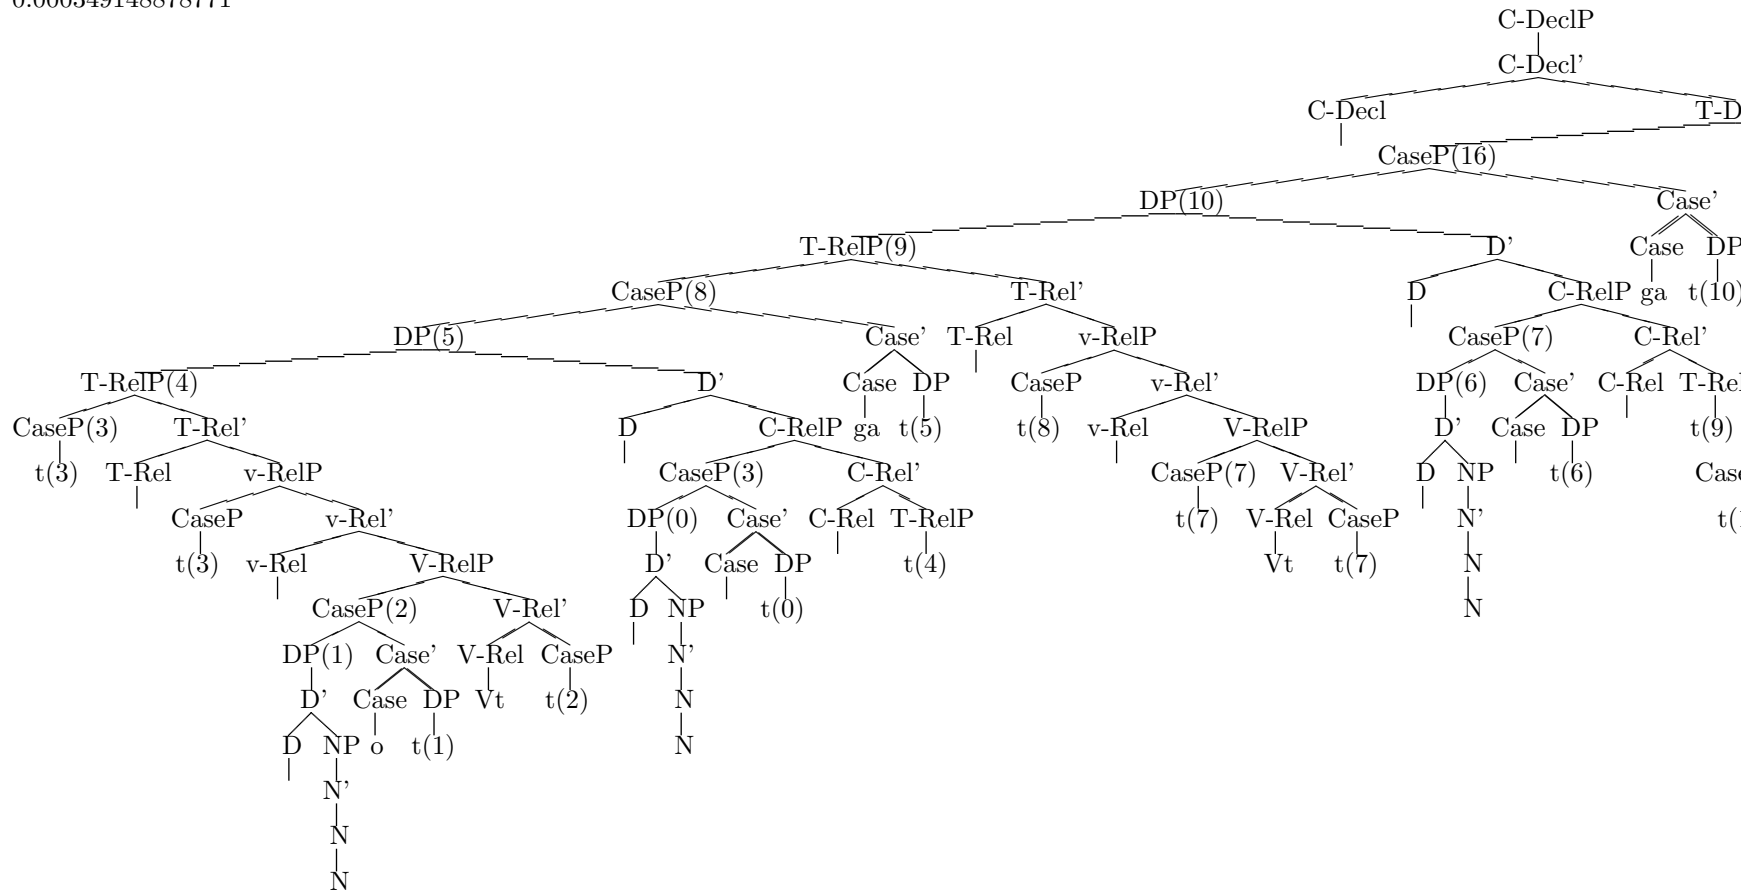 C-DeclP
C-Decl’
C-Decl
CaseP(16)
DP(10) Case’
T-RelP(9) D’ Case DP
CaseP(8) T-Rel’ D C-RelP ga t(10)
DP(5) Case’ T-Rel v-RelP CaseP(7) C-Rel’
T-RelP(4) D’ Case DP CaseP v-Rel’ DP(6) Case’ C-Rel
CaseP(3) T-Rel’ D C-RelP ga t(5) t(8) v-Rel V-RelP D’ Case DP t(9)
t(3) T-Rel v-RelP CaseP(3) C-Rel’ CaseP(7) V-Rel’ D NP t(6)
CaseP v-Rel’ DP(0) Case’ C-Rel T-RelP t(7) V-Rel CaseP N’
t(3) v-Rel V-RelP D’ Case DP t(4) Vt t(7) N
CaseP(2) V-Rel’ D NP t(0) N
DP(1) Case’ V-Rel CaseP N’
D’ Case DP Vt t(2) N
D NP o t(1) N
N’
N
N